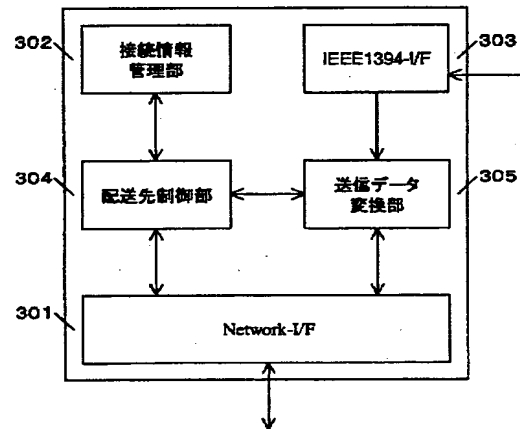 302
接続情報
管理部
IEEE1394-I/F
303
304
配送先制御部
送信データ
変換部
305
301
Network-I/F